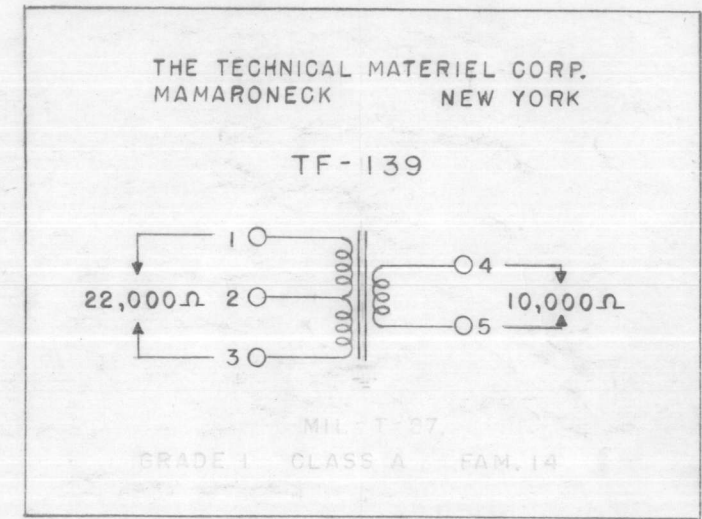 THE TECHNICAL MATERIEL CORP.
MAMARONECK NEW YORK
TF-139
1
2
3
22,000Ω
4
5
10,000Ω
MIL-T-27,
GRADE 1 CLASS A FAM. 14